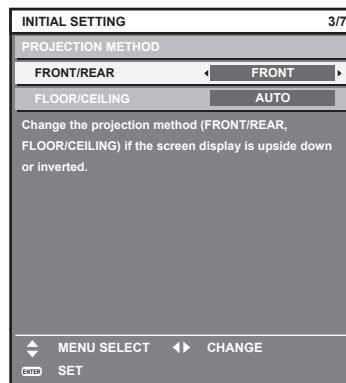 INITIAL SETTING 3/7
PROJECTION METHOD
FRONT/REAR FRONT
FLOOR/CEILING AUTO
Change the projection method (FRONT/REAR,
FLOOR/CEILING) if the screen display is upside down
or inverted.
MENU SELECT CHANGE
ENTER SET